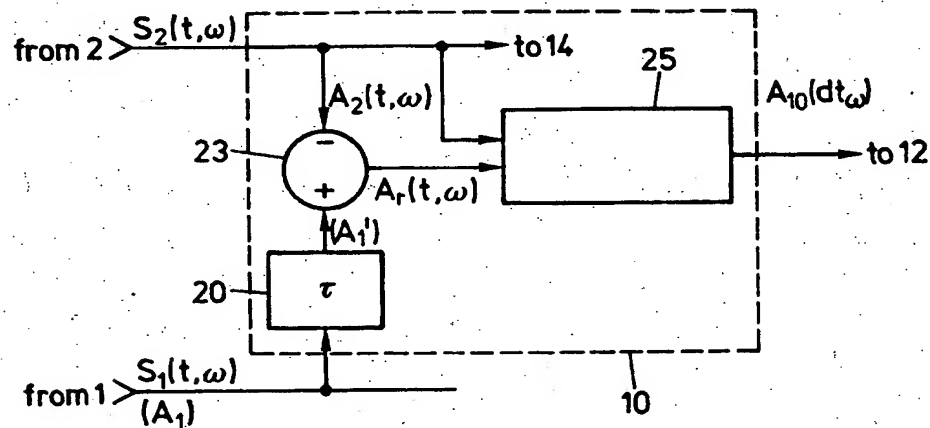 from 2 S₂(t,ω)
to 14
25
A₂(t,ω)
A₁₀(dtω)
23
−
+
Aᵣ(t,ω)
to 12
(A₁')
20
τ
from 1 S₁(t,ω)
(A₁)
10